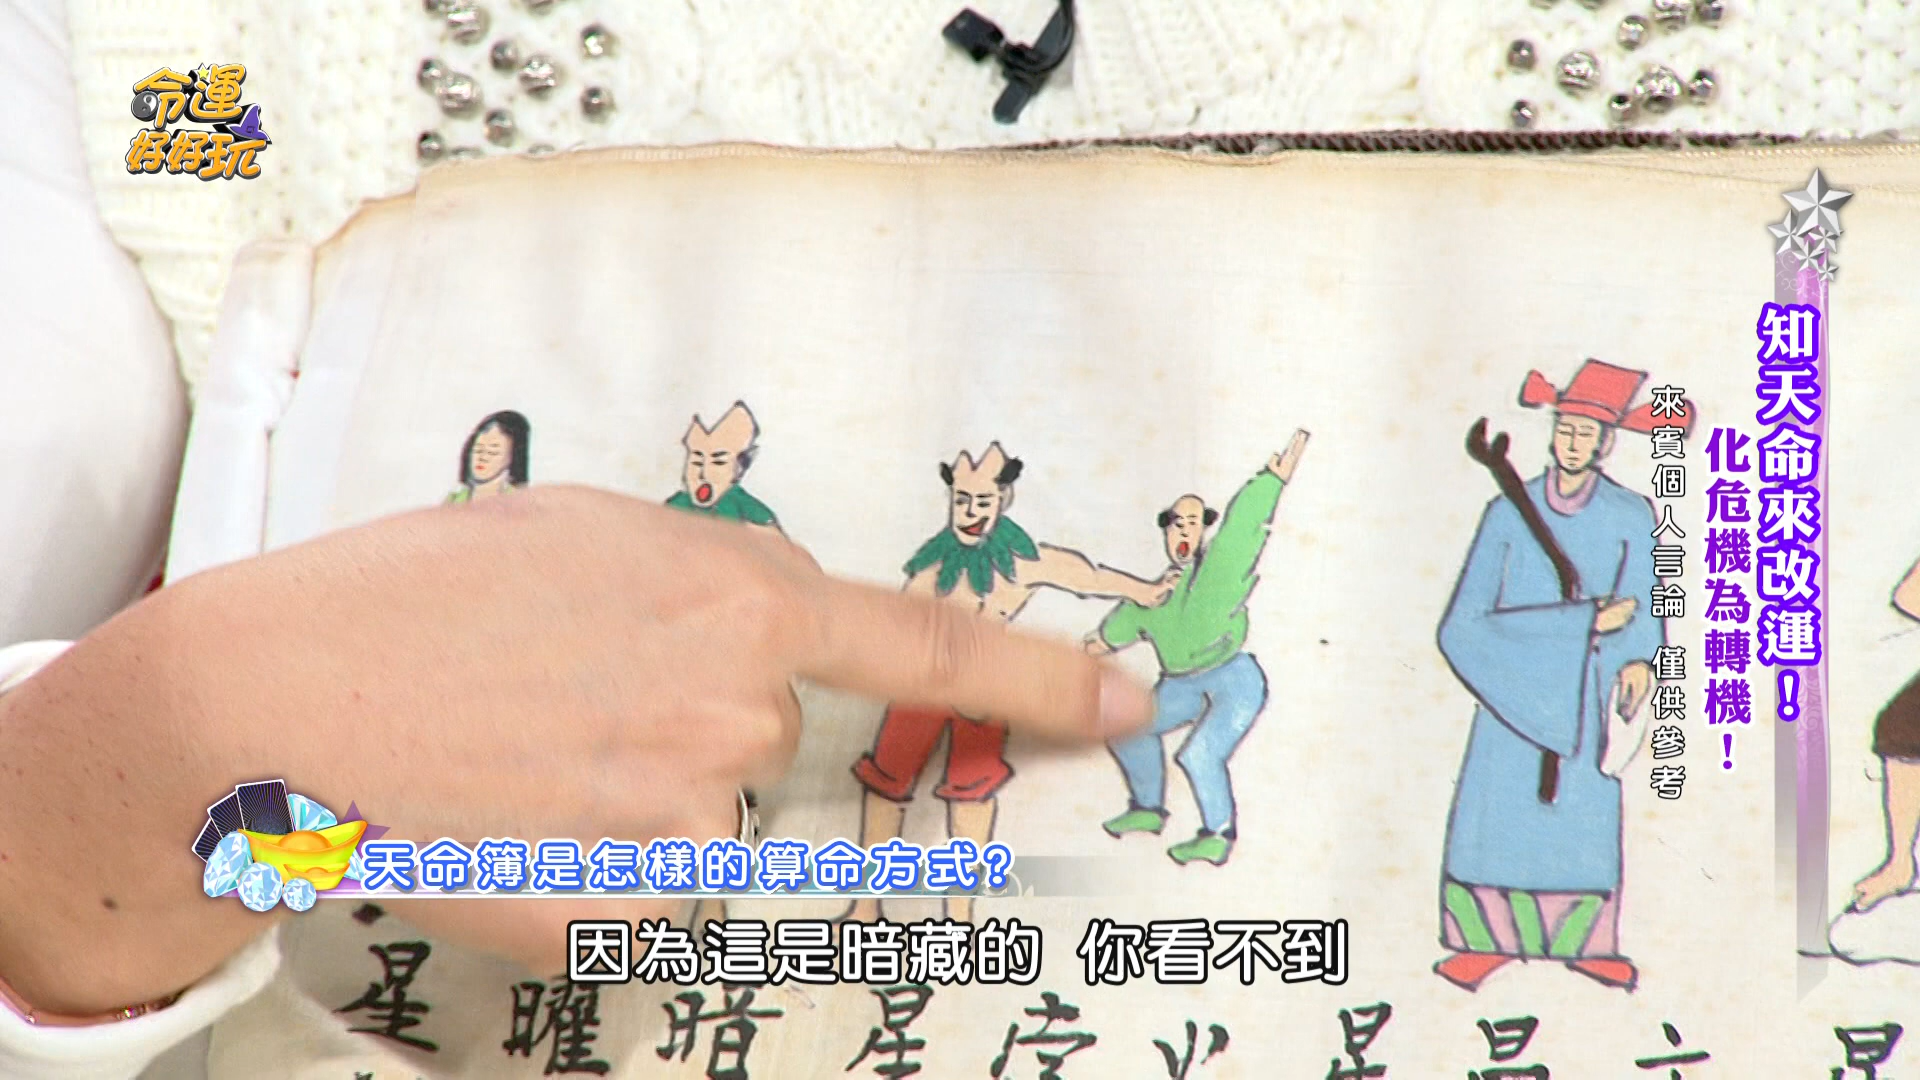 命運
好好玩
知天命來改運！
化危機為轉機！
來賓個人言論 僅供參考
天命簿是怎樣的算命方式？
因為這是暗藏的 你看不到
星 曜 暗 星 火 星